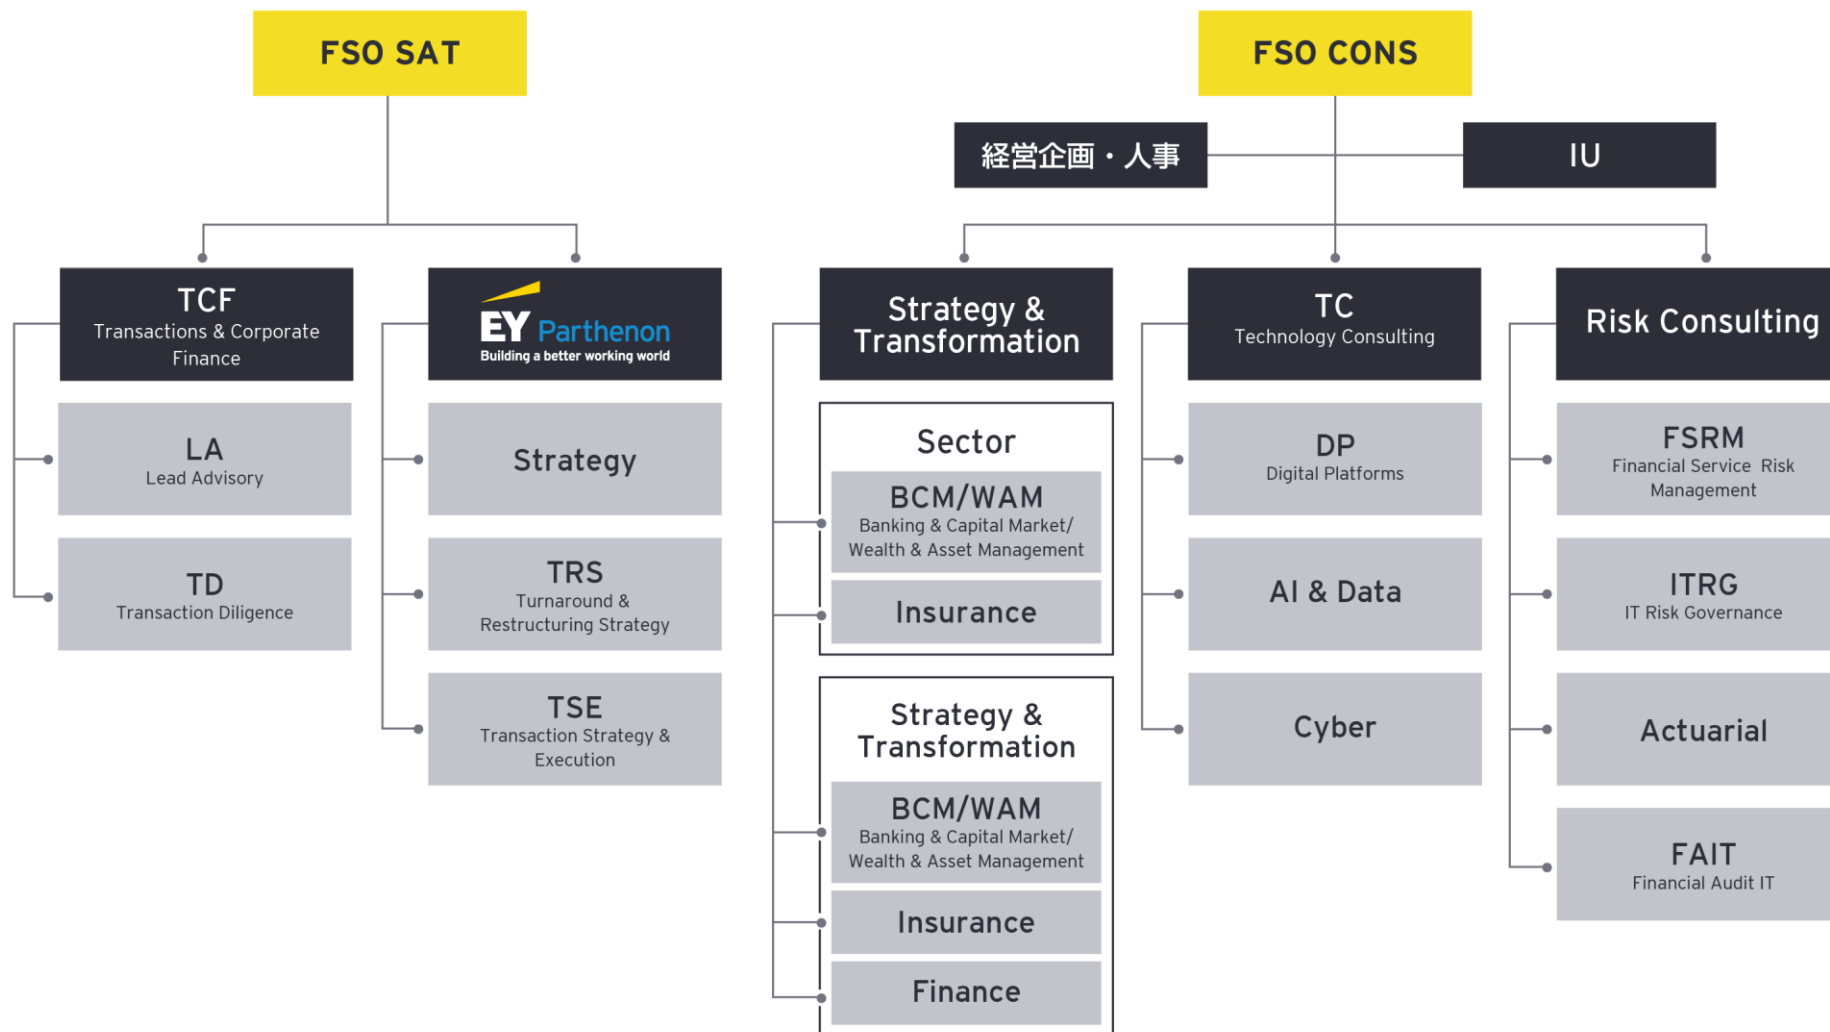 FSO SAT
TCF
Transactions & Corporate
Finance
LA
Lead Advisory
TD
Transaction Diligence
EY Parthenon
Building a better working world
Strategy
TRS
Turnaround &
Restructuring Strategy
TSE
Transaction Strategy &
Execution
FSO CONS
経営企画・人事
IU
Strategy &
Transformation
Sector
BCM/WAM
Banking & Capital Market/
Wealth & Asset Management
Insurance
Strategy &
Transformation
BCM/WAM
Banking & Capital Market/
Wealth & Asset Management
Insurance
Finance
TC
Technology Consulting
DP
Digital Platforms
AI & Data
Cyber
Risk Consulting
FSRM
Financial Service Risk
Management
ITRG
IT Risk Governance
Actuarial
FAIT
Financial Audit IT